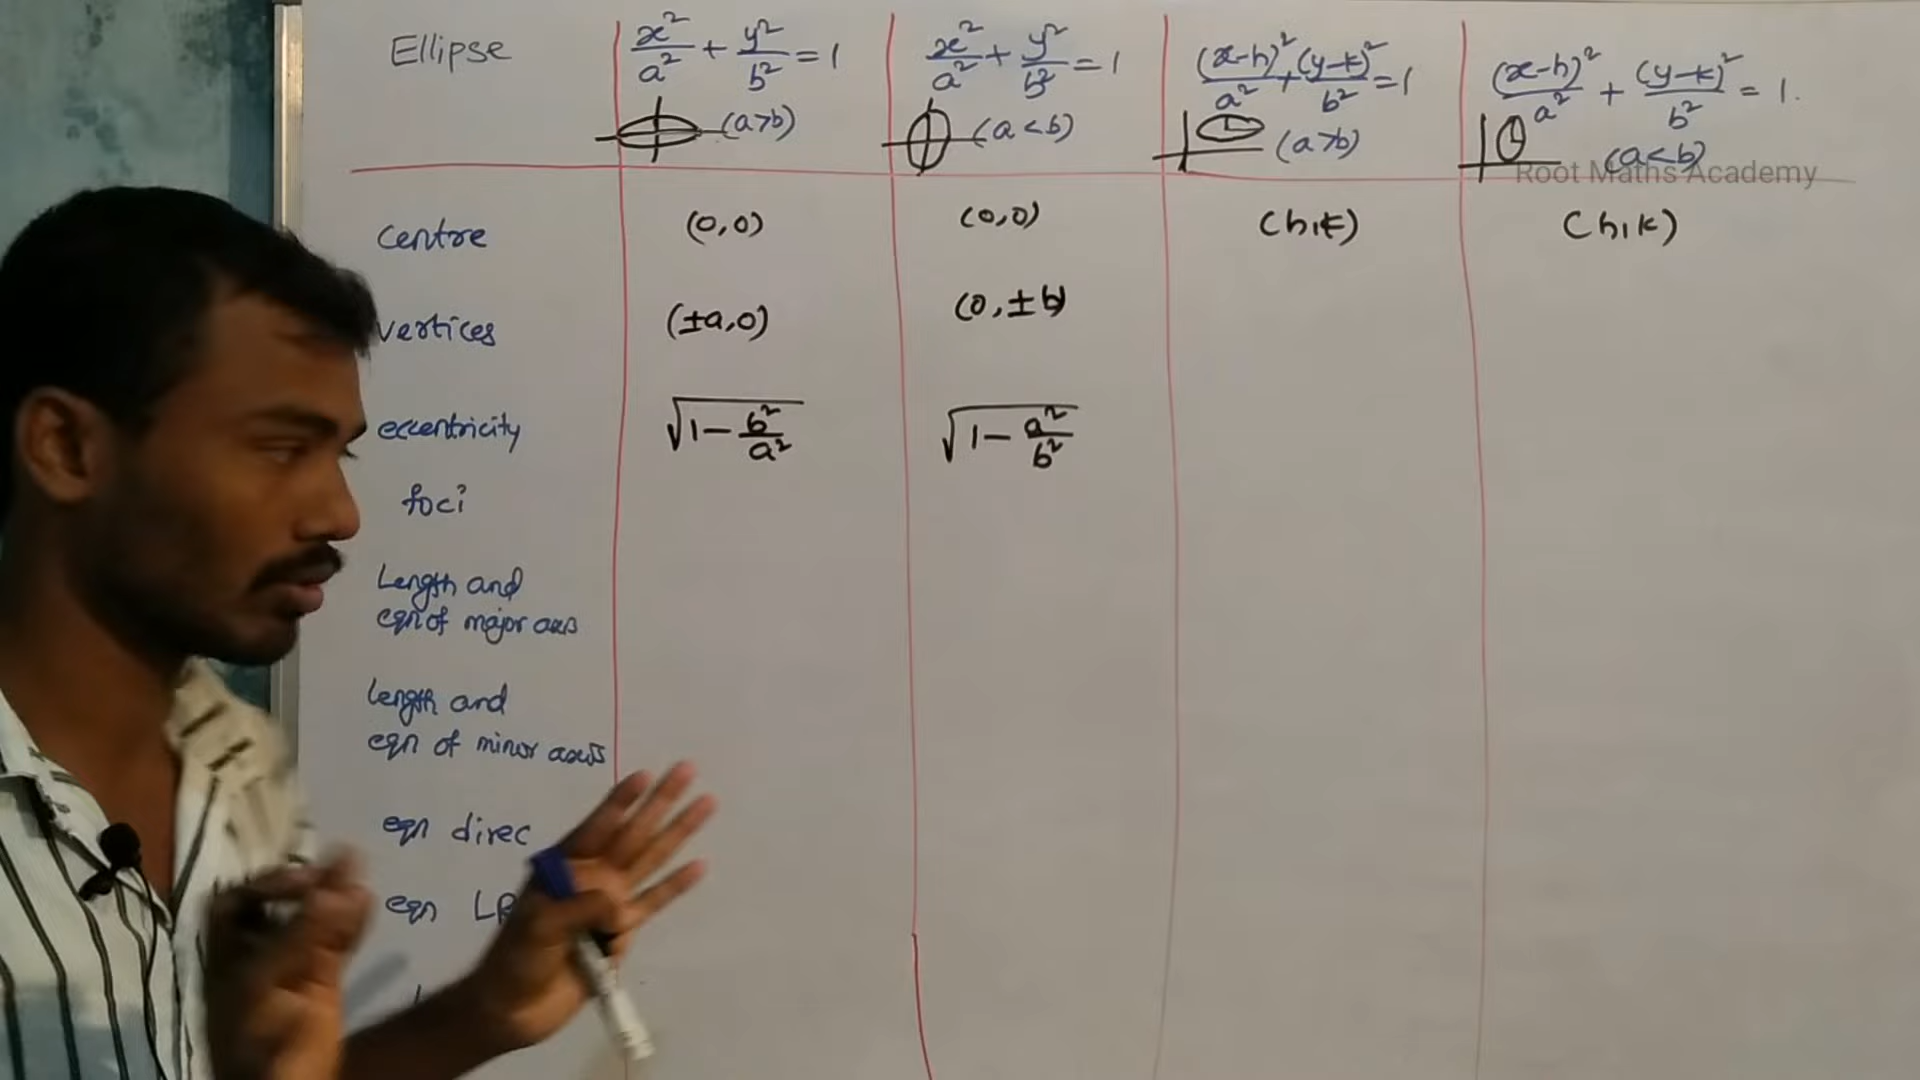 Ellipse
x²/a² + y²/b² = 1
(a>b)
x²/a² + y²/b² = 1
(a<b)
(x-h)²/a² + (y-k)²/b² = 1
(a>b)
(x-h)²/a² + (y-k)²/b² = 1.
(a<b)
Root Maths Academy
centre (0,0) (0,0) (h,k) (h,k)
vertices (±a,0) (0,±b)
eccentricity √(1-b²/a²) √(1-a²/b²)
foci
Length and
eqn of major axis
length and
eqn of minor axis
eqn direc
eqn